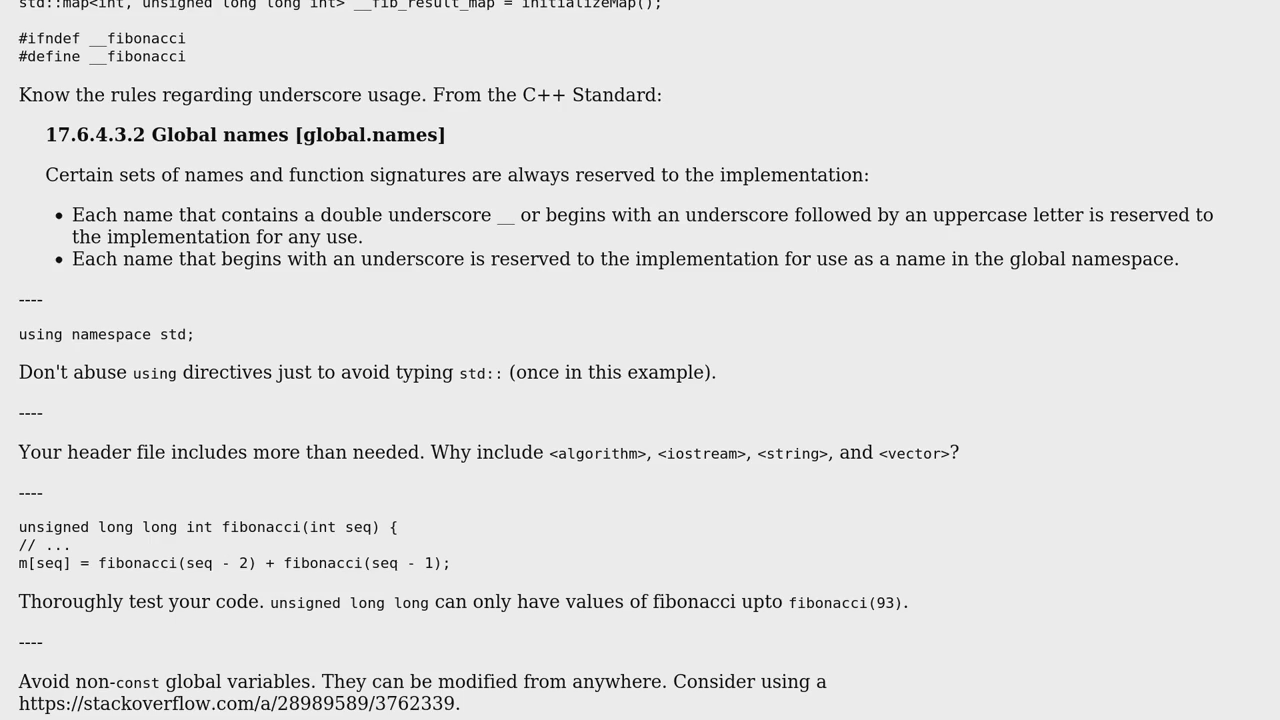 std::map<int, unsigned long long int> __fib_result_map = initializeMap();
#ifndef __fibonacci
#define __fibonacci
Know the rules regarding underscore usage. From the C++ Standard:
17.6.4.3.2 Global names [global.names]
Certain sets of names and function signatures are always reserved to the implementation:
• Each name that contains a double underscore __ or begins with an underscore followed by an uppercase letter is reserved to
the implementation for any use.
• Each name that begins with an underscore is reserved to the implementation for use as a name in the global namespace.
----
using namespace std;
Don't abuse using directives just to avoid typing std:: (once in this example).
----
Your header file includes more than needed. Why include <algorithm>, <iostream>, <string>, and <vector>?
----
unsigned long long int fibonacci(int seq) {
// ...
m[seq] = fibonacci(seq - 2) + fibonacci(seq - 1);
Thoroughly test your code. unsigned long long can only have values of fibonacci upto fibonacci(93).
----
Avoid non-const global variables. They can be modified from anywhere. Consider using a
https://stackoverflow.com/a/28989589/3762339.